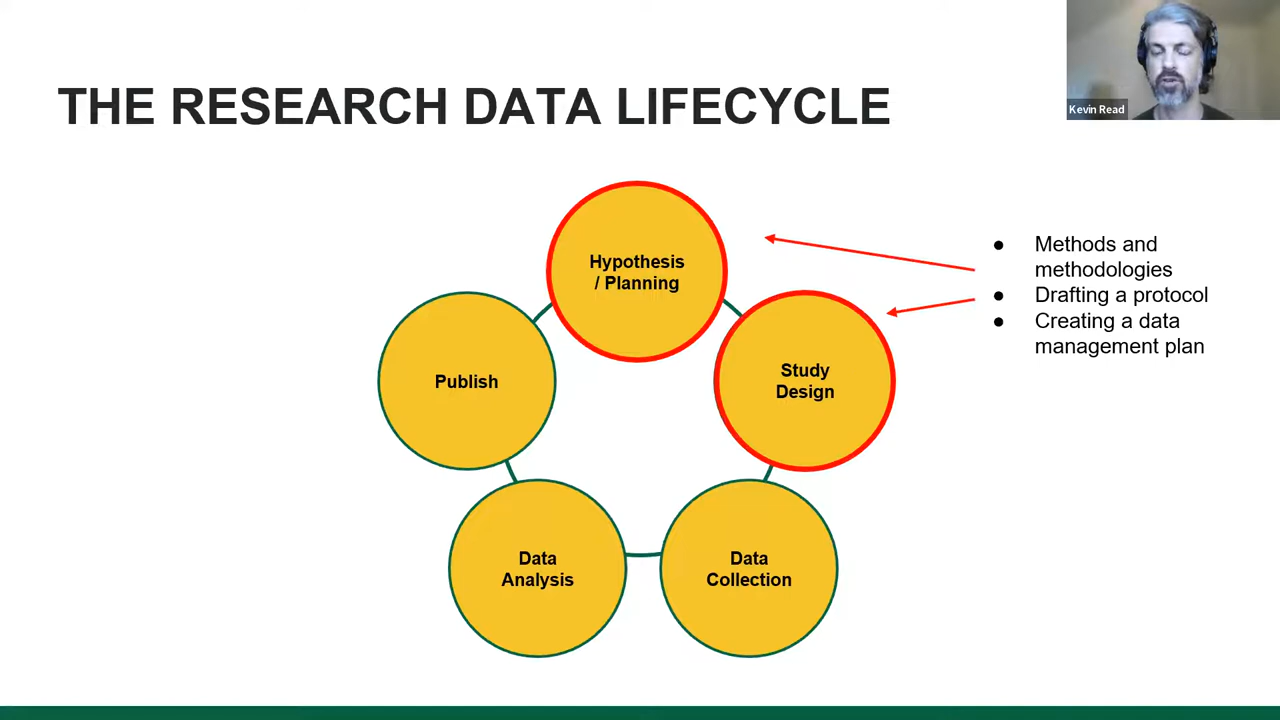 THE RESEARCH DATA LIFECYCLE
Kevin Read
Hypothesis
/ Planning
Study
Design
Data
Collection
Data
Analysis
Publish
● Methods and
methodologies
● Drafting a protocol
● Creating a data
management plan